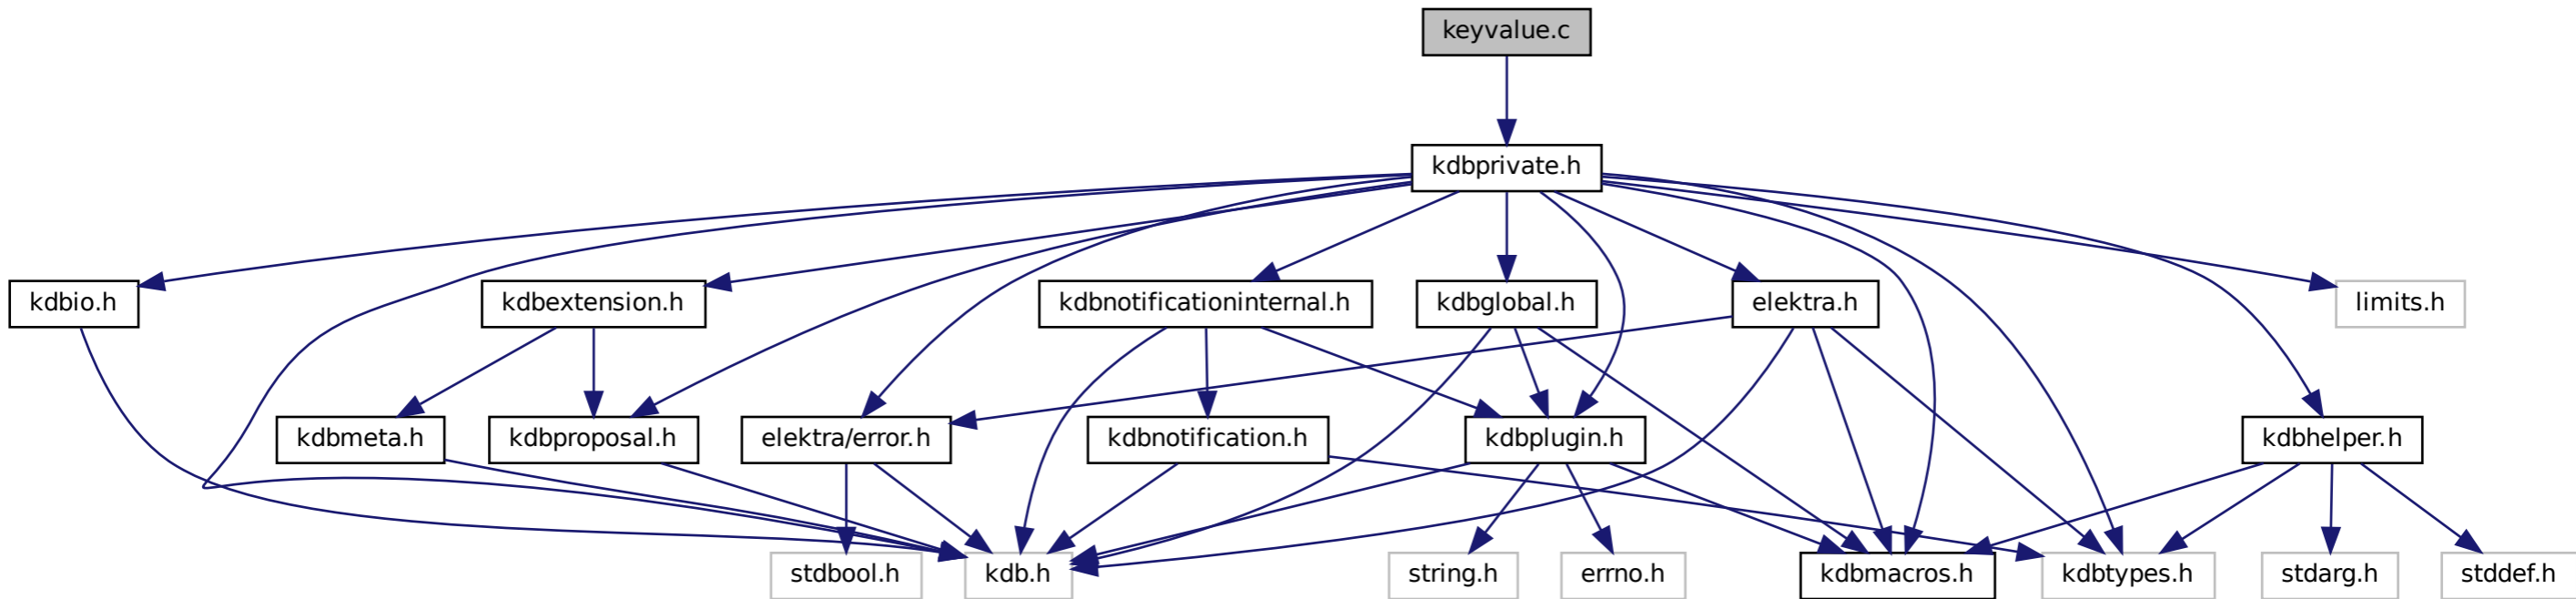 keyvalue.c
kdbprivate.h
kdbio.h
kdbextension.h
kdbnotificationinternal.h
kdbglobal.h
elektra.h
limits.h
kdbmeta.h
kdbproposal.h
elektra/error.h
kdbnotification.h
kdbplugin.h
kdbhelper.h
stdbool.h
kdb.h
string.h
errno.h
kdbmacros.h
kdbtypes.h
stdarg.h
stddef.h